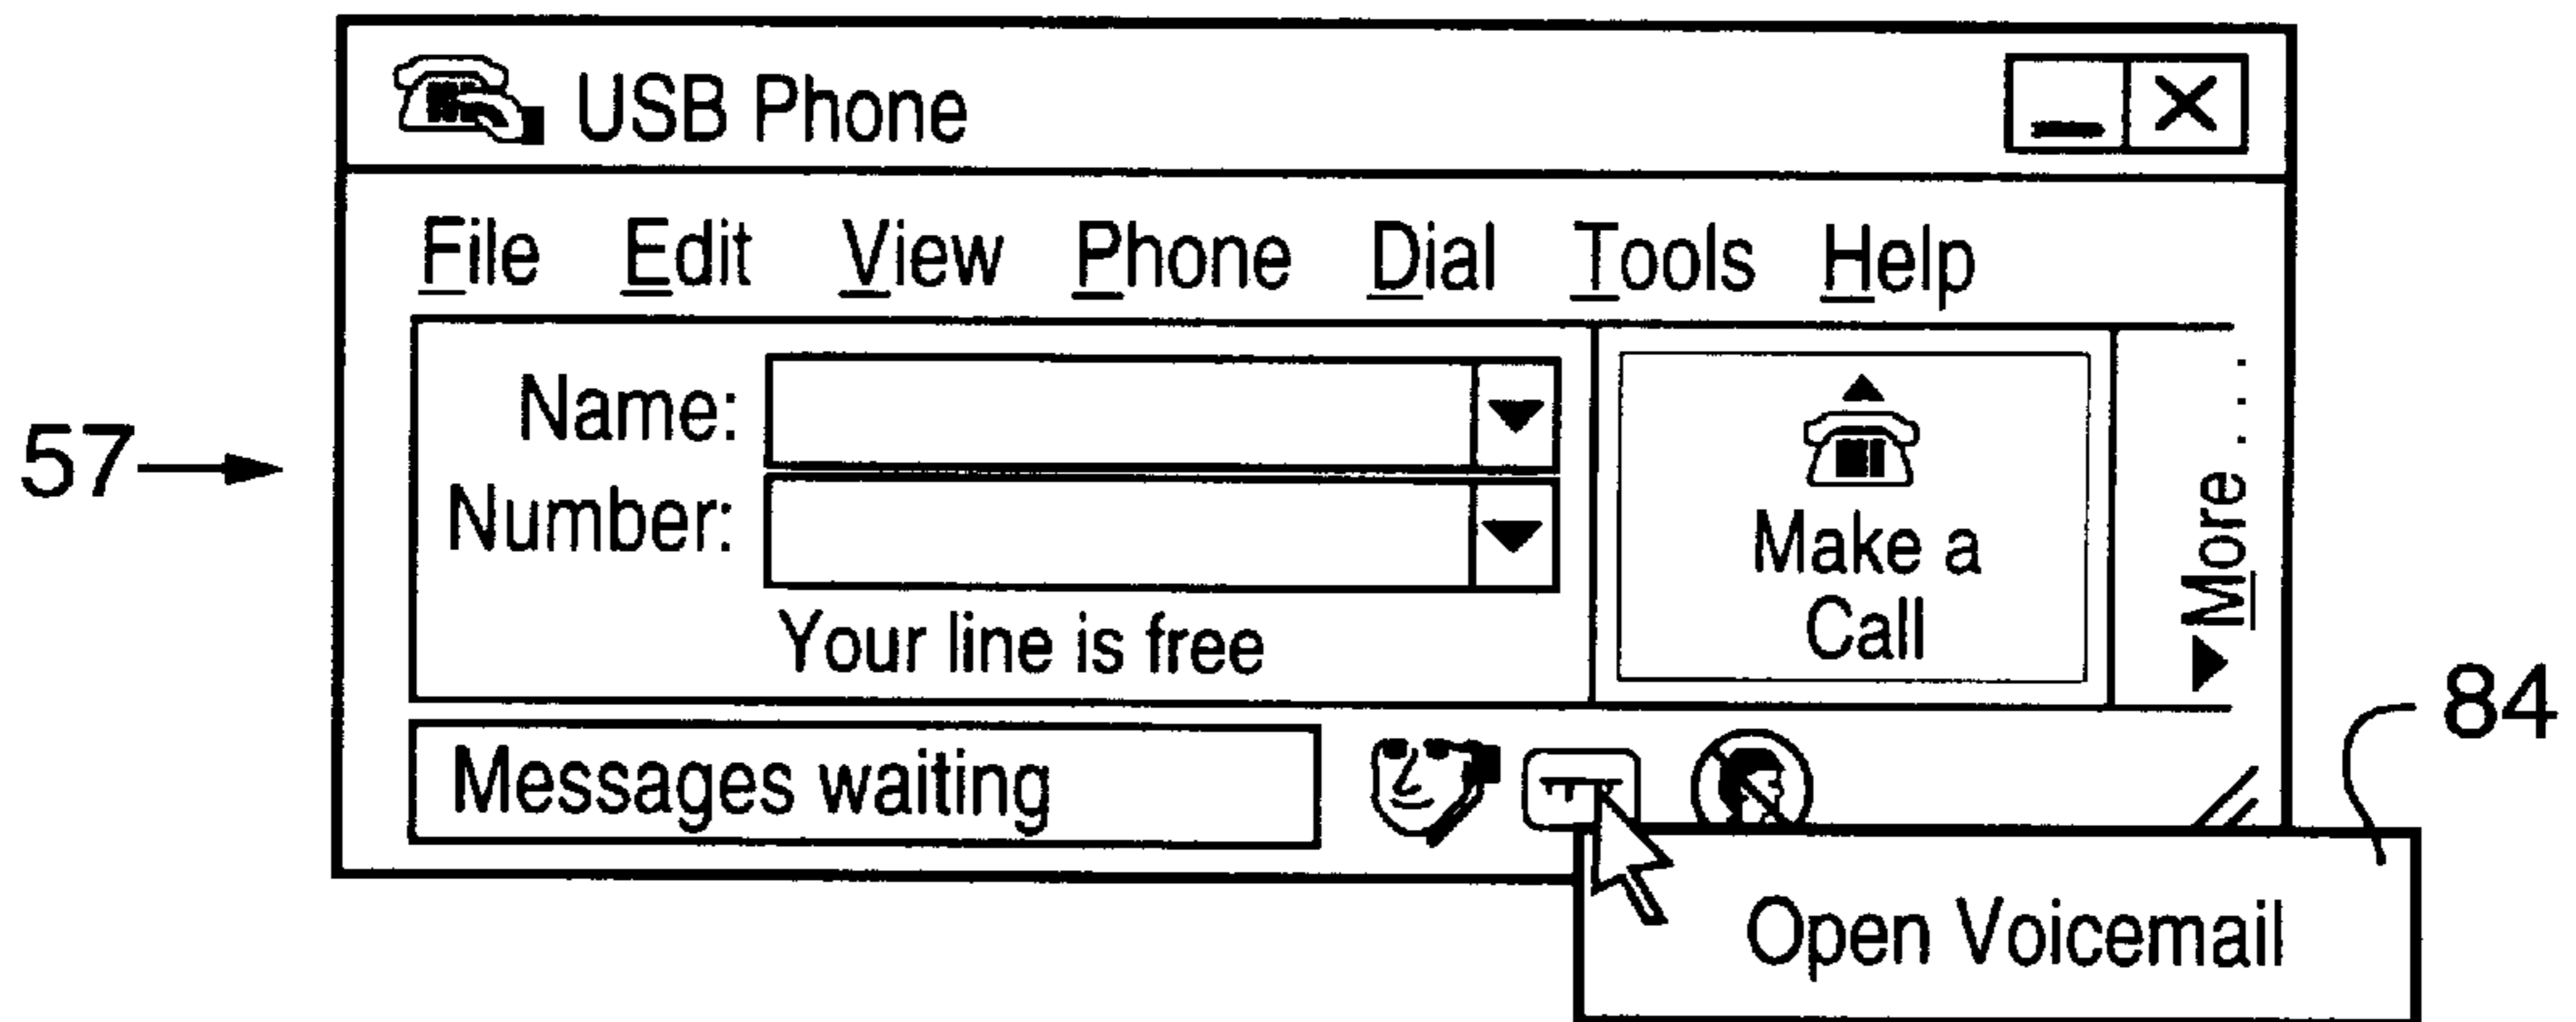 USB Phone
File Edit View Phone Dial Tools Help
Name:
Number:
Your line is free
Make a
Call
More ....
57
Messages waiting
84
Open Voicemail